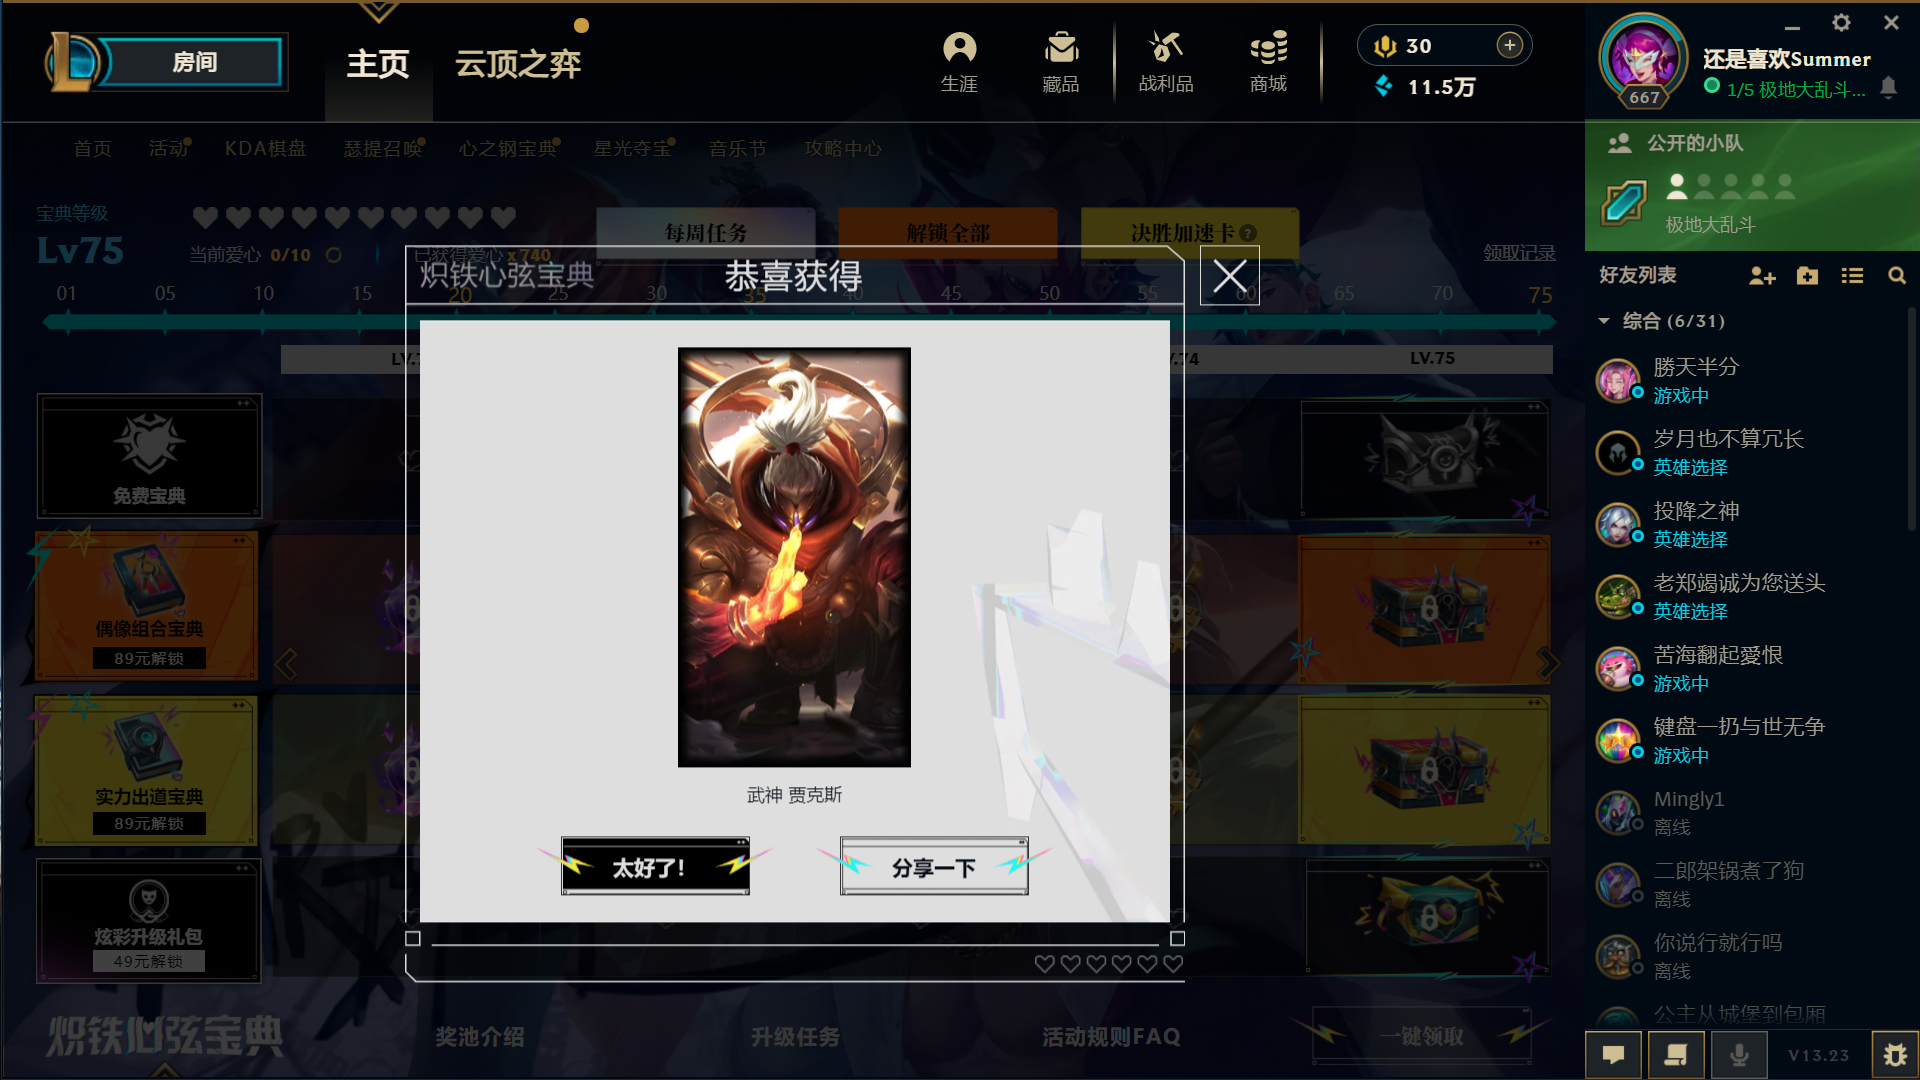 房间
主页
云顶之弈
生涯
藏品
战利品
商城
30
11.5万
667
还是喜欢Summer
1/5 极地大乱斗...
首页
活动
KDA棋盘
瑟提召唤
心之钢宝典
星光夺宝
音乐节
攻略中心
公开的小队
极地大乱斗
宝典等级
Lv75
当前爱心 0/10
已获得爱心 x740
每周任务
解锁全部
决胜加速卡 ?
领取记录
01
05
10
15
20
25
30
35
45
50
55
60
65
70
75
炽铁心弦宝典
恭喜获得
LV.75
免费宝典
偶像组合宝典
89元解锁
实力出道宝典
89元解锁
炫彩升级礼包
49元解锁
武神 贾克斯
太好了!
分享一下
炽铁心弦宝典
奖池介绍
升级任务
活动规则FAQ
一键领取
好友列表
综合 (6/31)
勝天半分
游戏中
岁月也不算冗长
英雄选择
投降之神
英雄选择
老郑竭诚为您送头
英雄选择
苦海翻起愛恨
游戏中
键盘一扔与世无争
游戏中
Mingly1
离线
二郎架锅煮了狗
离线
你说行就行吗
离线
公主从城堡到包厢
V13.23